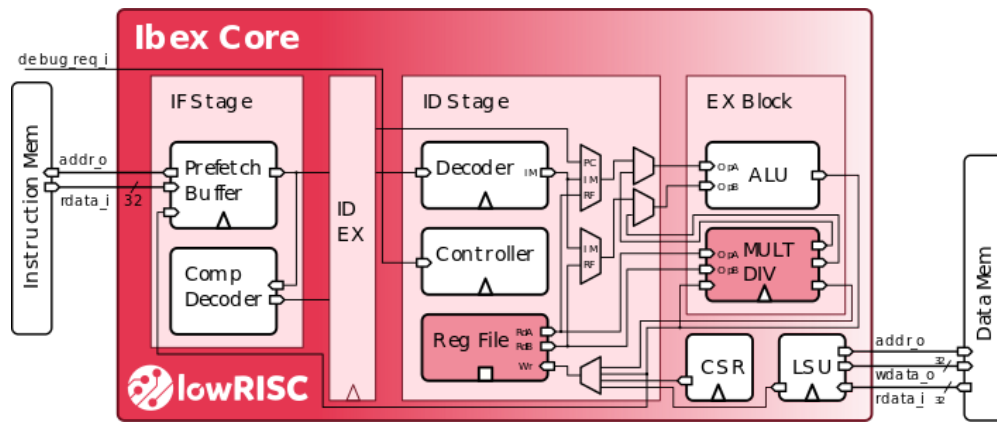 Ibex Core
debug_req_i
IF Stage
ID Stage
EX Block
Instruction Mem
addr_o
rdata_i
32
Prefetch
Buffer
Comp
Decoder
ID
EX
Decoder
IM
Controller
Reg File
RdA
RdB
Wr
PC
IM
RF
IM
RF
OpA
OpB
ALU
OpA
OpB
MULT
DIV
CSR
LSU
addr_o
32
wdata_o
rdata_i
32
Data Mem
lowRISC